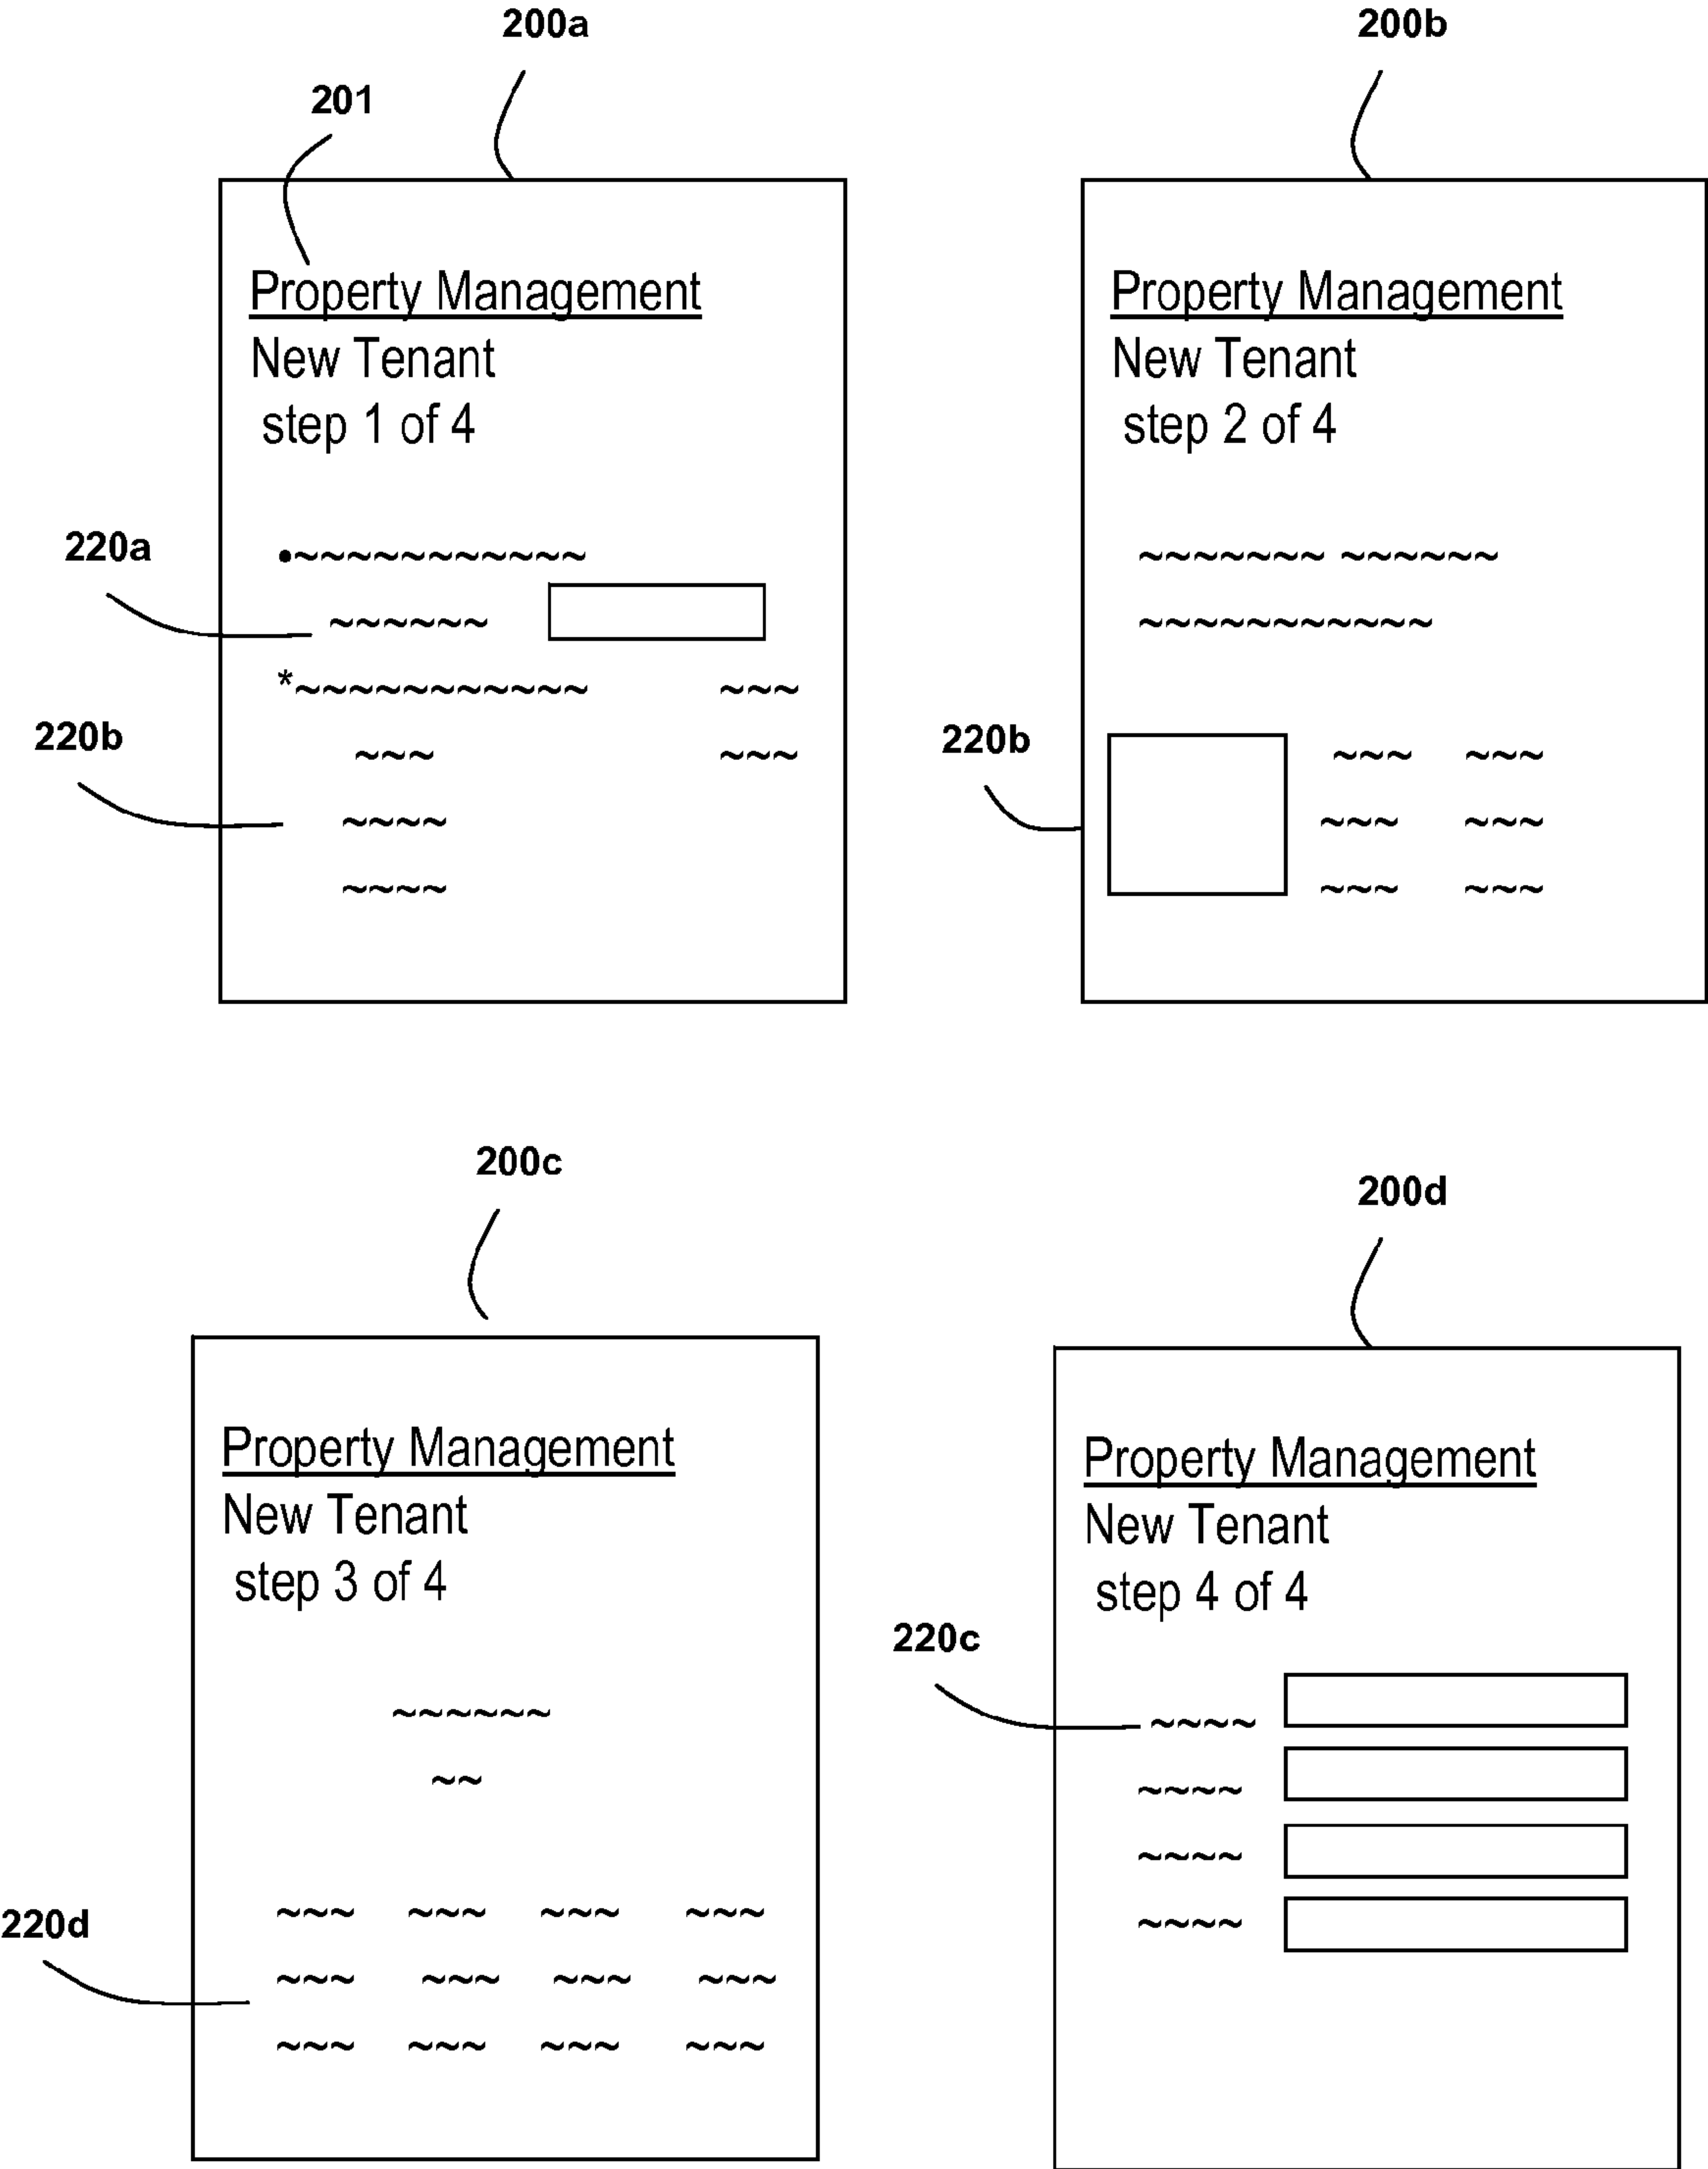 200a
201
Property Management
New Tenant
step 1 of 4
220a
220b
200b
Property Management
New Tenant
step 2 of 4
220b
200c
Property Management
New Tenant
step 3 of 4
220d
200d
Property Management
New Tenant
step 4 of 4
220c